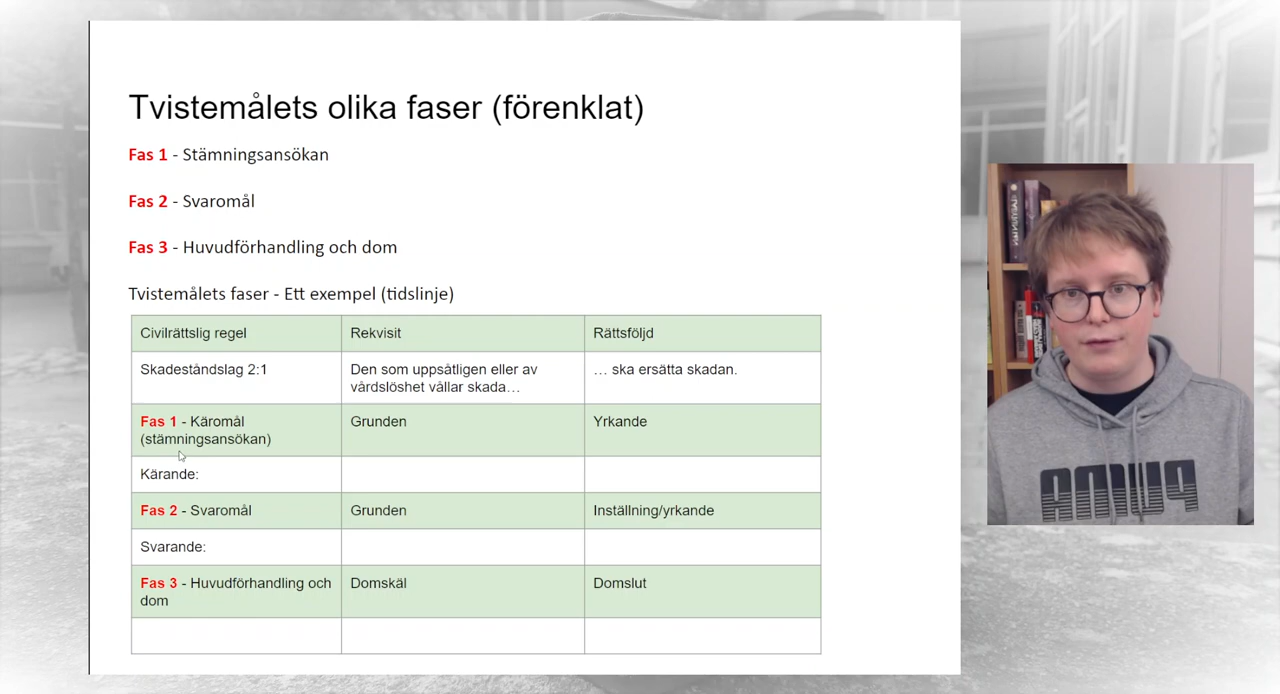 Tvistemålets olika faser (förenklat)
Fas 1 - Stämningsansökan
Fas 2 - Svaromål
Fas 3 - Huvudförhandling och dom
Tvistemålets faser - Ett exempel (tidslinje)
Civilrättslig regel
Rekvisit
Rättsföljd
Skadeståndslag 2:1
Den som uppsåtligen eller av
vårdslöshet vållar skada…
… ska ersätta skadan.
Fas 1 - Käromål
(stämningsansökan)
Grunden
Yrkande
Kärande:
Fas 2 - Svaromål
Grunden
Inställning/yrkande
Svarande:
Fas 3 - Huvudförhandling och
dom
Domskäl
Domslut